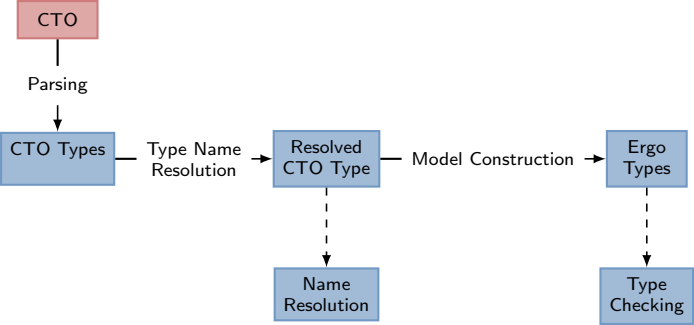 CTO
Parsing
CTO Types
Type Name
Resolution
Resolved
CTO Type
Model Construction
Ergo
Types
Name
Resolution
Type
Checking